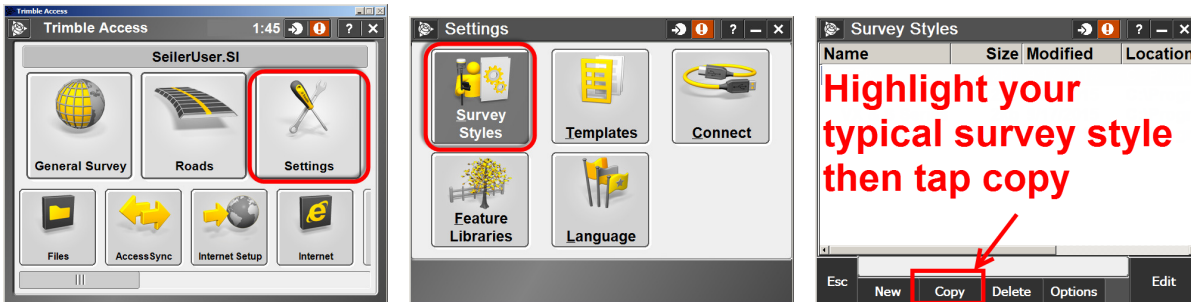 Trimble Access
Trimble Access 1:45 ? X
SeilerUser.SI
General Survey Roads Settings
Files AccessSync Internet Setup Internet
Settings ? – X
Survey Styles
Templates
Connect
Feature Libraries
Language
Survey Styles ? – X
Name Size Modified Location
Highlight your
typical survey style
then tap copy
Esc New Copy Delete Options Edit